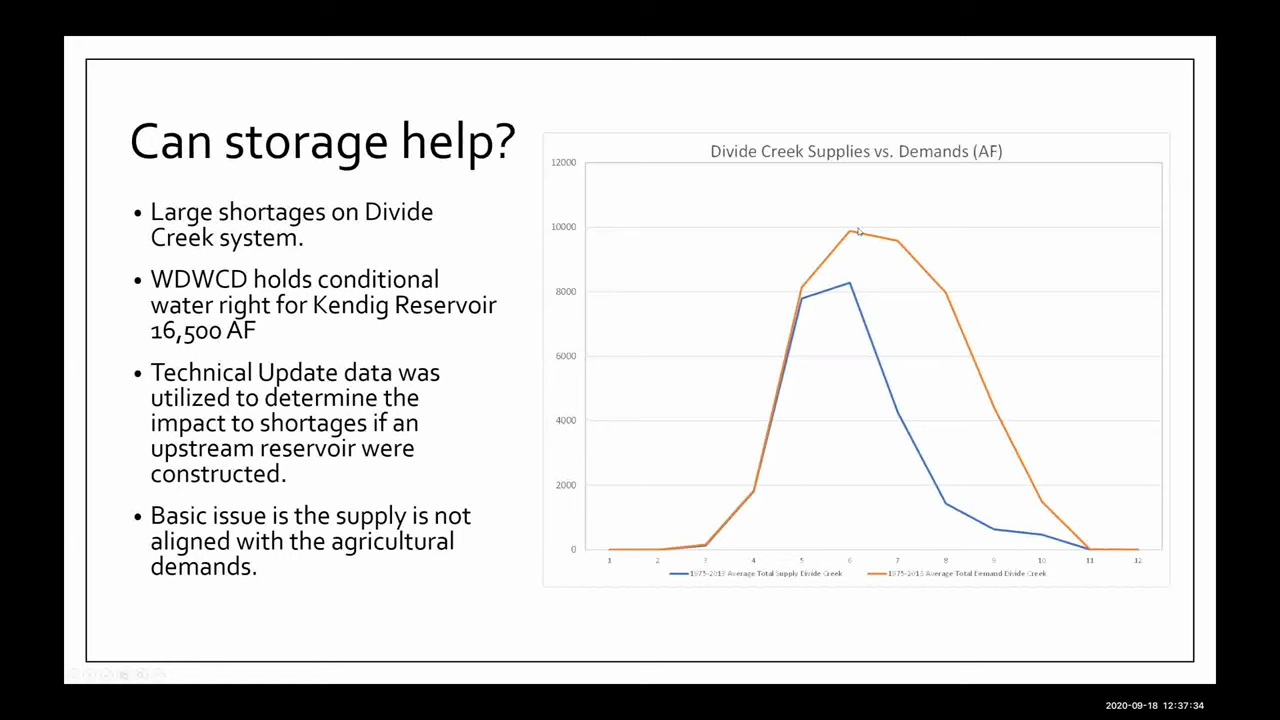 Can storage help?
• Large shortages on Divide
Creek system.
• WDWCD holds conditional
water right for Kendig Reservoir
16,500 AF
• Technical Update data was
utilized to determine the
impact to shortages if an
upstream reservoir were
constructed.
• Basic issue is the supply is not
aligned with the agricultural
demands.
Divide Creek Supplies vs. Demands (AF)
12000
10000
8000
6000
4000
2000
0
1 2 3 4 5 6 7 8 9 10 11 12
Average Total Supply Divide Creek
Average Total Demand Divide Creek
2020-09-18 12:37:34